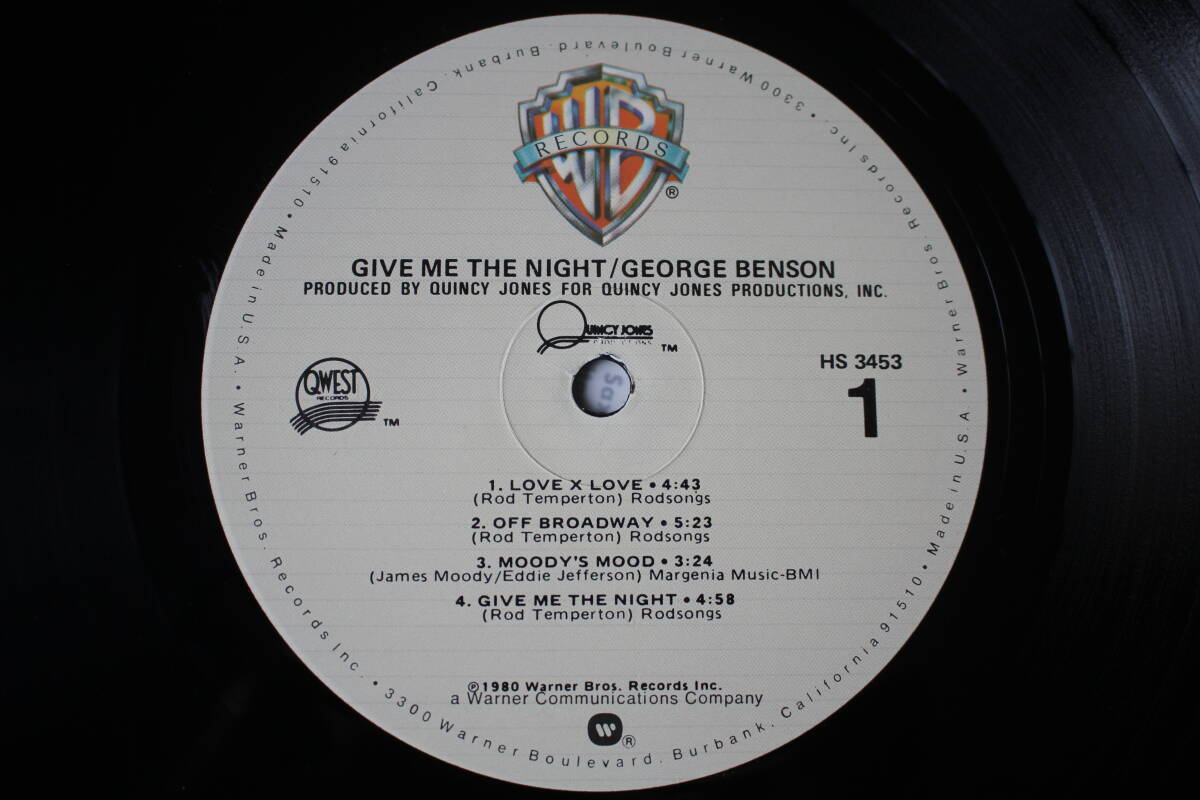 WB
RECORDS
®
GIVE ME THE NIGHT/GEORGE BENSON
PRODUCED BY QUINCY JONES FOR QUINCY JONES PRODUCTIONS, INC.
QUINCY JONES
PRODUCTIONS
TM
QWEST
RECORDS
TM
HS 3453
1
1. LOVE X LOVE • 4:43
(Rod Temperton) Rodsongs
2. OFF BROADWAY • 5:23
(Rod Temperton) Rodsongs
3. MOODY'S MOOD • 3:24
(James Moody/Eddie Jefferson) Margenia Music-BMI
4. GIVE ME THE NIGHT • 4:58
(Rod Temperton) Rodsongs
℗1980 Warner Bros. Records Inc.
a Warner Communications Company
®
Warner Bros. Records Inc. • 3300 Warner Boulevard. Burbank. California 91510 • Made in U.S.A. • Warner Bros. Records Inc. • 3300 Warner Boulevard. Burbank. California 91510 • Made in U.S.A. •